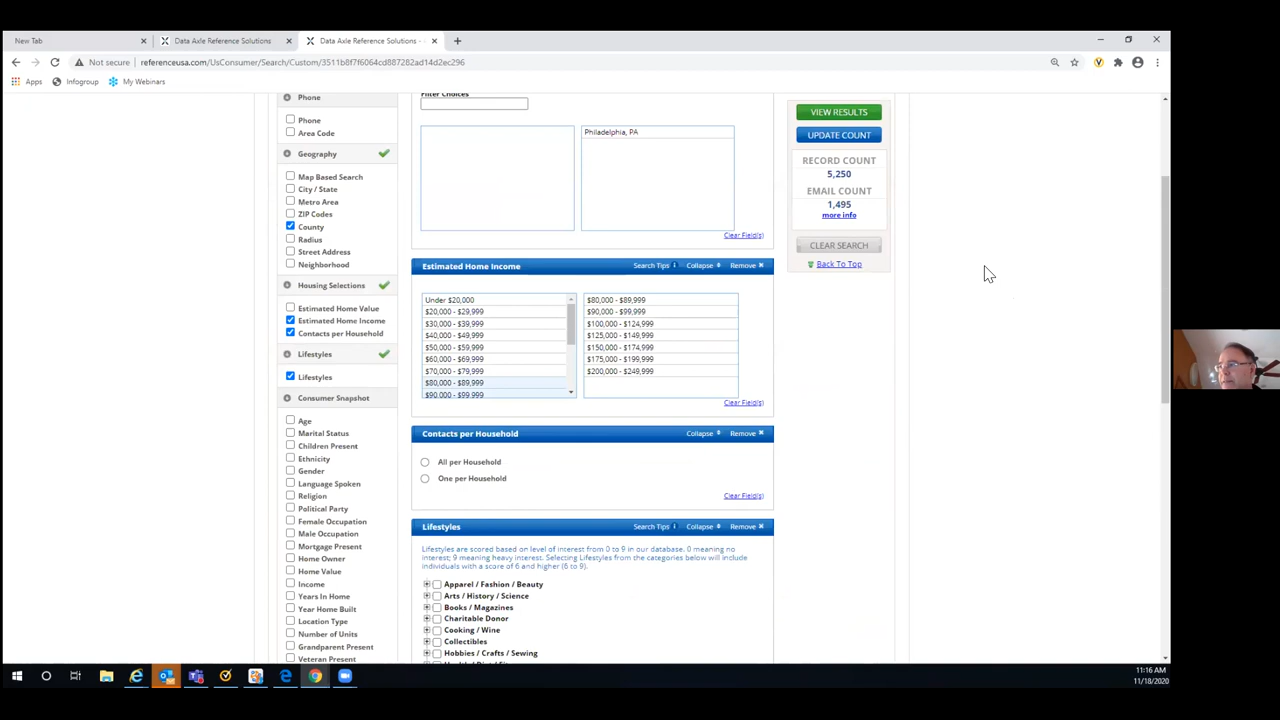 New Tab
Data Axle Reference Solutions
Data Axle Reference Solutions -
Not secure
referenceusa.com/UsConsumer/Search/Custom/3511b8f7f6064cd887282ad14d2ec296
Apps
Infogroup
My Webinars
Phone
Phone
Area Code
Geography
Map Based Search
City / State
Metro Area
ZIP Codes
County
Radius
Street Address
Neighborhood
Housing Selections
Estimated Home Value
Estimated Home Income
Contacts per Household
Lifestyles
Lifestyles
Consumer Snapshot
Age
Marital Status
Children Present
Ethnicity
Gender
Language Spoken
Religion
Political Party
Female Occupation
Male Occupation
Mortgage Present
Home Owner
Home Value
Income
Years In Home
Year Home Built
Location Type
Number of Units
Grandparent Present
Veteran Present
Filter Choices
Philadelphia, PA
Clear Field(s)
Estimated Home Income
Search Tips
Collapse
Remove
Under $20,000
$20,000 - $29,999
$30,000 - $39,999
$40,000 - $49,999
$50,000 - $59,999
$60,000 - $69,999
$70,000 - $79,999
$80,000 - $89,999
$90,000 - $99,999
$80,000 - $89,999
$90,000 - $99,999
$100,000 - $124,999
$125,000 - $149,999
$150,000 - $174,999
$175,000 - $199,999
$200,000 - $249,999
Clear Field(s)
Contacts per Household
Collapse
Remove
All per Household
One per Household
Clear Field(s)
Lifestyles
Search Tips
Collapse
Remove
Lifestyles are scored based on level of interest from 0 to 9 in our database. 0 meaning no
interest; 9 meaning heavy interest. Selecting Lifestyles from the categories below will include
individuals with a score of 6 and higher (6 to 9).
Apparel / Fashion / Beauty
Arts / History / Science
Books / Magazines
Charitable Donor
Cooking / Wine
Collectibles
Hobbies / Crafts / Sewing
VIEW RESULTS
UPDATE COUNT
RECORD COUNT
5,250
EMAIL COUNT
1,495
more info
CLEAR SEARCH
Back To Top
11:16 AM
11/18/2020